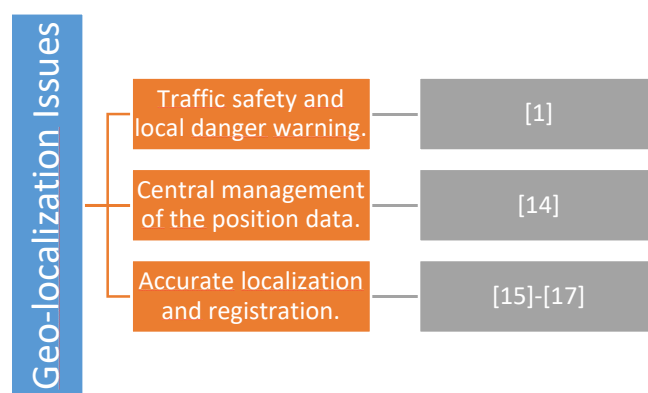 Geo-localization Issues
Traffic safety and
local danger warning.
[1]
Central management
of the position data.
[14]
Accurate localization
and registration.
[15]-[17]